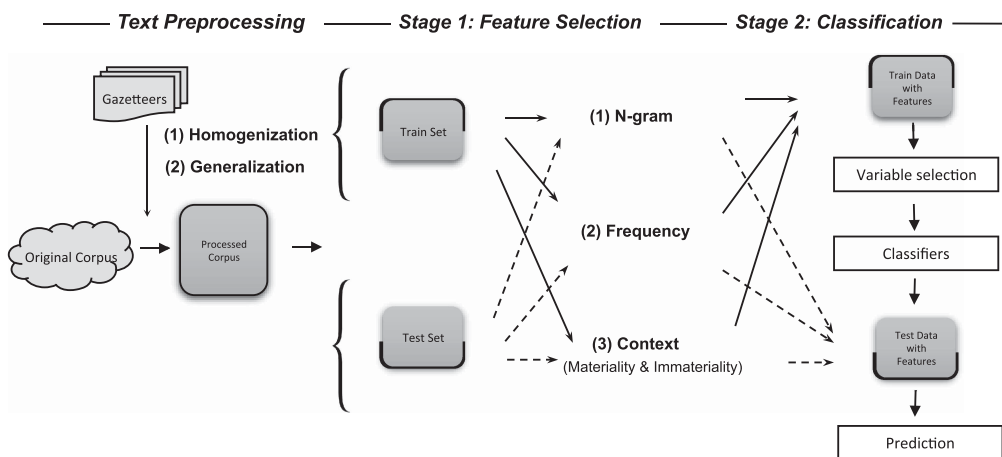 Text Preprocessing
Stage 1: Feature Selection
Stage 2: Classification
Gazetteers
(1) Homogenization
(2) Generalization
Original Corpus
Processed
Corpus
Train Set
Test Set
(1) N-gram
(2) Frequency
(3) Context
(Materiality & Immateriality)
Train Data
with
Features
Variable selection
Classifiers
Test Data
with
Features
Prediction